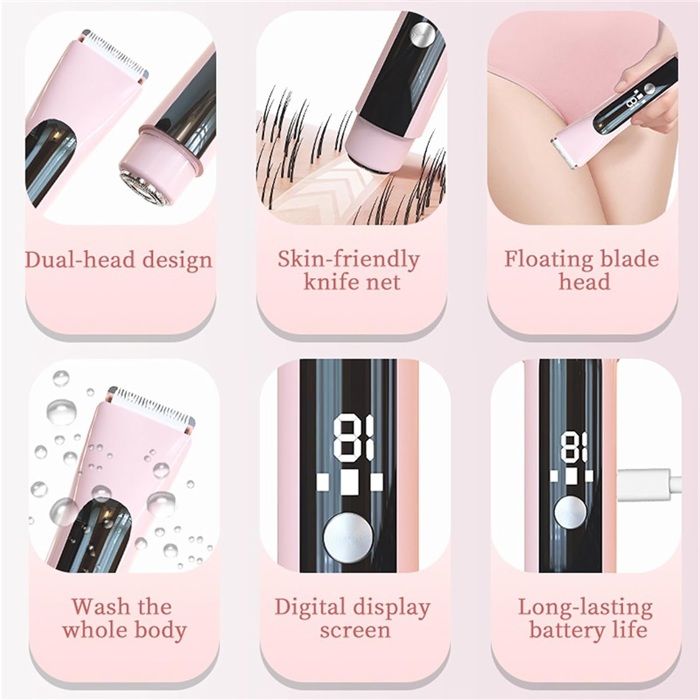 Dual-head design
Skin-friendly
knife net
Floating blade
head
Wash the
whole body
Digital display
screen
Long-lasting
battery life